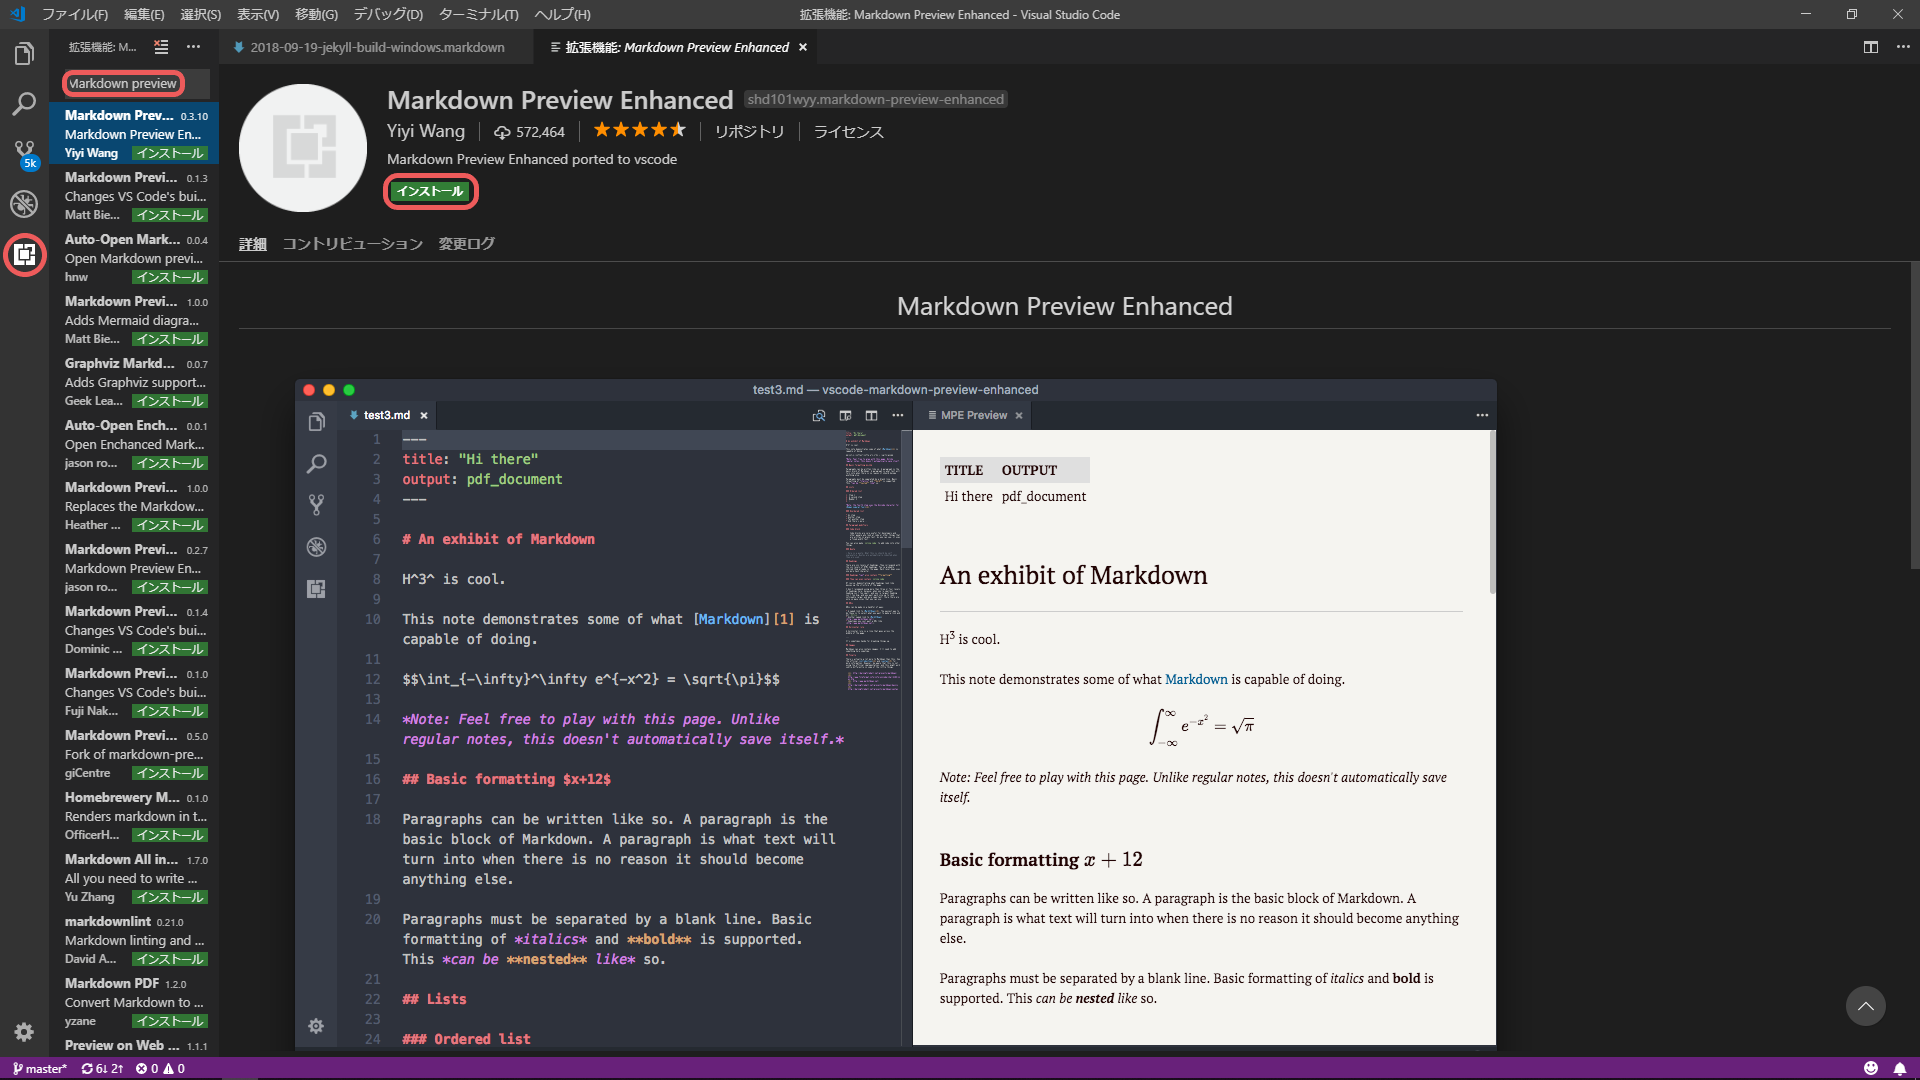 ファイル(F) 編集(E) 選択(S) 表示(V) 移動(G) デバッグ(D) ターミナル(T) ヘルプ(H)
拡張機能: Markdown Preview Enhanced - Visual Studio Code
拡張機能: M...
2018-09-19-jekyll-build-windows.markdown
拡張機能: Markdown Preview Enhanced
Markdown preview
5k
Markdown Prev... 0.3.10
Markdown Preview En...
Yiyi Wang インストール
Markdown Previ... 0.1.3
Changes VS Code's bui...
Matt Bie... インストール
Auto-Open Mark... 0.0.4
Open Markdown previ...
hnw インストール
Markdown Previ... 1.0.0
Adds Mermaid diagra...
Matt Bie... インストール
Graphviz Markd... 0.0.7
Adds Graphviz support...
Geek Lea... インストール
Auto-Open Ench... 0.0.1
Open Enchanced Mark...
jason ro... インストール
Markdown Previ... 1.0.0
Replaces the Markdow...
Heather ... インストール
Markdown Previ... 0.2.7
Markdown Preview En...
jason ro... インストール
Markdown Previ... 0.1.4
Changes VS Code's bui...
Dominic ... インストール
Markdown Previ... 0.1.0
Changes VS Code's bui...
Fuji Nak... インストール
Markdown Previ... 0.5.0
Fork of markdown-pre...
giCentre インストール
Homebrewery M... 0.1.0
Renders markdown in t...
OfficerH... インストール
Markdown All in... 1.7.0
All you need to write ...
Yu Zhang インストール
markdownlint 0.21.0
Markdown linting and ...
David A... インストール
Markdown PDF 1.2.0
Convert Markdown to ...
yzane インストール
Preview on Web ... 1.1.1
Markdown Preview Enhanced shd101wyy.markdown-preview-enhanced
Yiyi Wang 572,464 リポジトリ ライセンス
Markdown Preview Enhanced ported to vscode
インストール
詳細 コントリビューション 変更ログ
Markdown Preview Enhanced
test3.md — vscode-markdown-preview-enhanced
test3.md
1 ---
2 title: "Hi there"
3 output: pdf_document
4 ---
5
6 # An exhibit of Markdown
7
8 H^3^ is cool.
9
10 This note demonstrates some of what [Markdown][1] is
capable of doing.
11
12 $$\int_{-\infty}^\infty e^{-x^2} = \sqrt{\pi}$$
13
14 *Note: Feel free to play with this page. Unlike
regular notes, this doesn't automatically save itself.*
15
16 ## Basic formatting $x+12$
17
18 Paragraphs can be written like so. A paragraph is the
basic block of Markdown. A paragraph is what text will
turn into when there is no reason it should become
anything else.
19
20 Paragraphs must be separated by a blank line. Basic
formatting of *italics* and **bold** is supported.
This *can be **nested** like* so.
21
22 ## Lists
23
24 ### Ordered list
MPE Preview
TITLE OUTPUT
Hi there pdf_document
An exhibit of Markdown
H³ is cool.
This note demonstrates some of what Markdown is capable of doing.
∫_{-∞}^{∞} e^{-x²} = √π
Note: Feel free to play with this page. Unlike regular notes, this doesn't automatically save
itself.
Basic formatting x + 12
Paragraphs can be written like so. A paragraph is the basic block of Markdown. A
paragraph is what text will turn into when there is no reason it should become anything
else.
Paragraphs must be separated by a blank line. Basic formatting of italics and bold is
supported. This can be nested like so.
master* 6↓ 2↑ 0 0